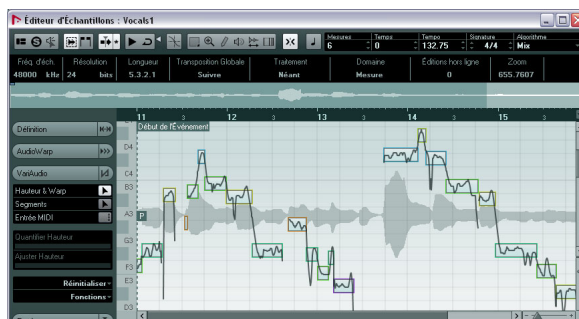 Éditeur d'Échantillons : Vocals1
Mesures Temps Tempo Signature Algorithme
6 0 132.75 4/4 Mix
Fréq. d'éch. Résolution Longueur Transposition Globale Traitement Domaine Éditions hors ligne Zoom
48000 kHz 24 bits 5.3.2.1 Suivre Néant Mesure 0 655.7607
11 3 12 3 13 3 14 3 15 3
Début de l'Événement
Définition
AudioWarp
VariAudio
Hauteur & Warp
Segments
Entrée MIDI
Quantifier Hauteur
Ajuster Hauteur
Réinitialiser
Fonctions
D4
C4
B3
A3
P
G3
F3
E3
D3